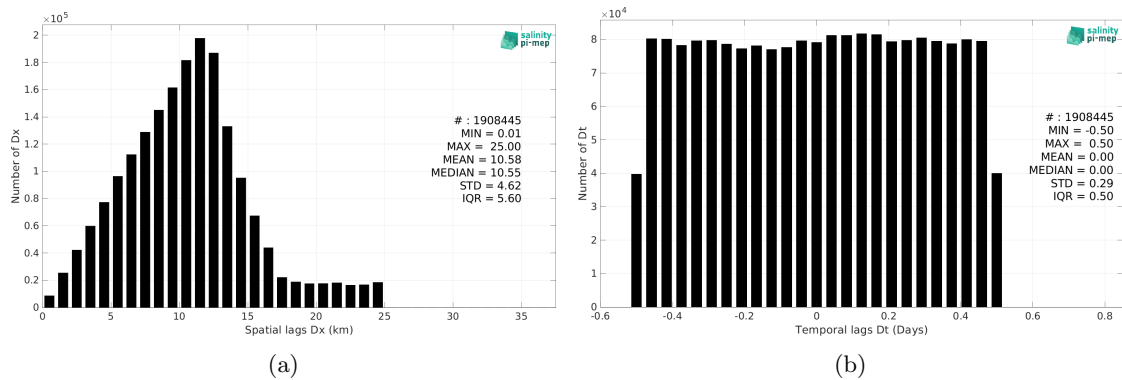 ×10^5
2
1.8
1.6
1.4
1.2
1
0.8
0.6
0.4
0.2
0
Number of Dx
0 5 10 15 20 25 30 35
Spatial lags Dx (km)
salinity
pi-mep
# : 1908445
MIN = 0.01
MAX = 25.00
MEAN = 10.58
MEDIAN = 10.55
STD = 4.62
IQR = 5.60
(a)
×10^4
8
7
6
5
4
3
2
1
0
Number of Dt
-0.6 -0.4 -0.2 0 0.2 0.4 0.6 0.8
Temporal lags Dt (Days)
salinity
pi-mep
# : 1908445
MIN = -0.50
MAX = 0.50
MEAN = 0.00
MEDIAN = 0.00
STD = 0.29
IQR = 0.50
(b)